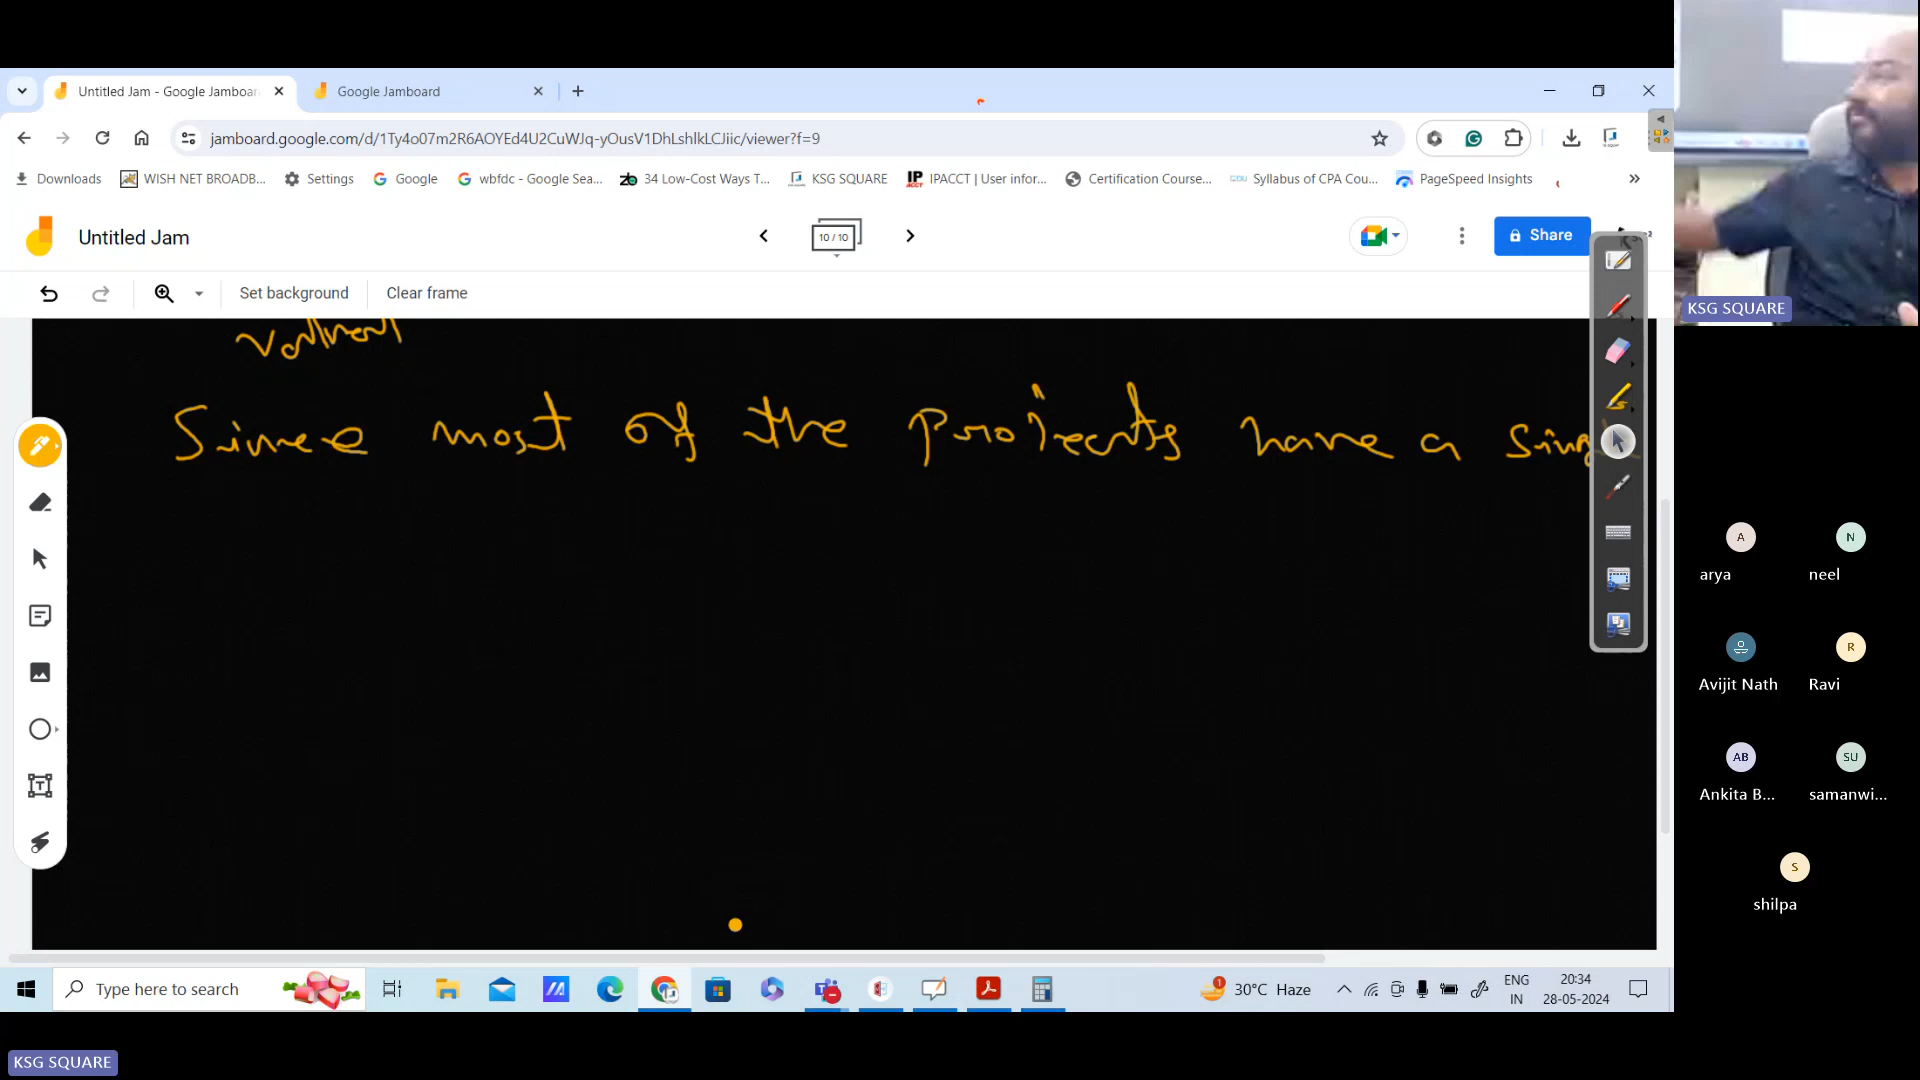 Untitled Jam - Google Jamboar
Google Jamboard
jamboard.google.com/d/1Ty4o07m2R6AOYEd4U2CuWJq-yOusV1DhLshlkLCJiic/viewer?f=9
Downloads WISH NET BROADB... Settings Google wbfdc - Google Sea... 34 Low-Cost Ways T... KSG SQUARE IPACCT | User infor... Certification Course... Syllabus of CPA Cou... PageSpeed Insights
Untitled Jam
10 / 10
Share
Set background Clear frame
Since most of the projects have a sing
KSG SQUARE
A N
arya neel
R
Avijit Nath Ravi
AB SU
Ankita B... samanwi...
S
shilpa
Type here to search
30°C Haze
ENG
IN
20:34
28-05-2024
KSG SQUARE